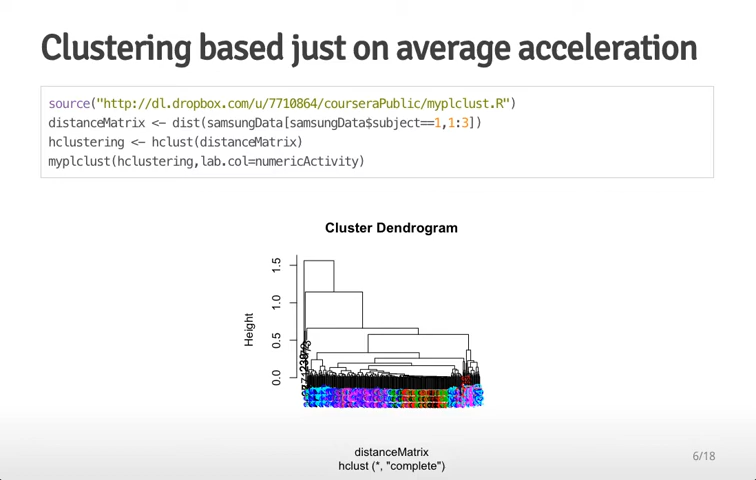 Clustering based just on average acceleration
source("http://dl.dropbox.com/u/7710864/courseraPublic/myplclust.R")
distanceMatrix <- dist(samsungData[samsungData$subject==1,1:3])
hclustering <- hclust(distanceMatrix)
myplclust(hclustering,lab.col=numericActivity)
Cluster Dendrogram
Height
1.5
1.0
0.5
0.0
distanceMatrix
hclust (*, "complete")
6/18